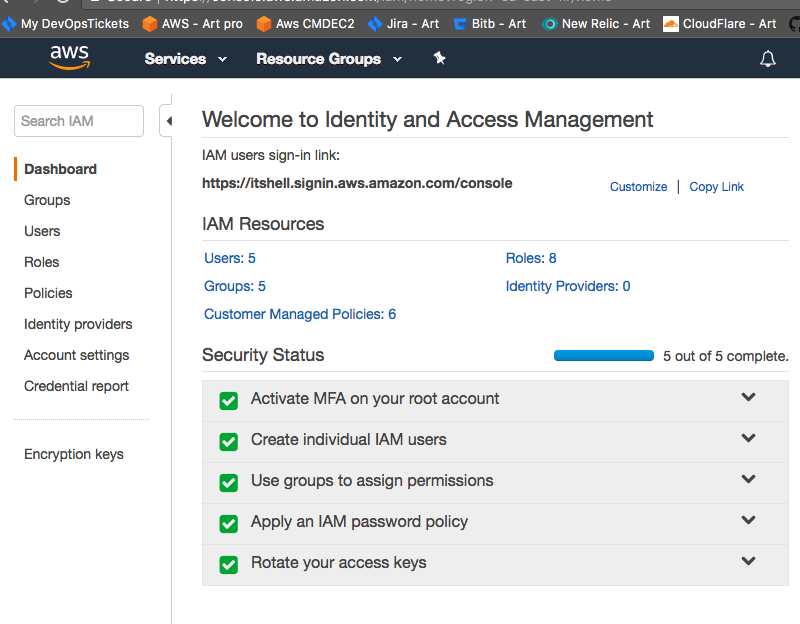 My DevOpsTickets AWS - Art pro Aws CMDEC2 Jira - Art Bitb - Art New Relic - Art CloudFlare - Art
aws Services Resource Groups
Search IAM
Dashboard
Groups
Users
Roles
Policies
Identity providers
Account settings
Credential report
Encryption keys
Welcome to Identity and Access Management
IAM users sign-in link:
https://itshell.signin.aws.amazon.com/console Customize | Copy Link
IAM Resources
Users: 5 Roles: 8
Groups: 5 Identity Providers: 0
Customer Managed Policies: 6
Security Status 5 out of 5 complete.
Activate MFA on your root account
Create individual IAM users
Use groups to assign permissions
Apply an IAM password policy
Rotate your access keys